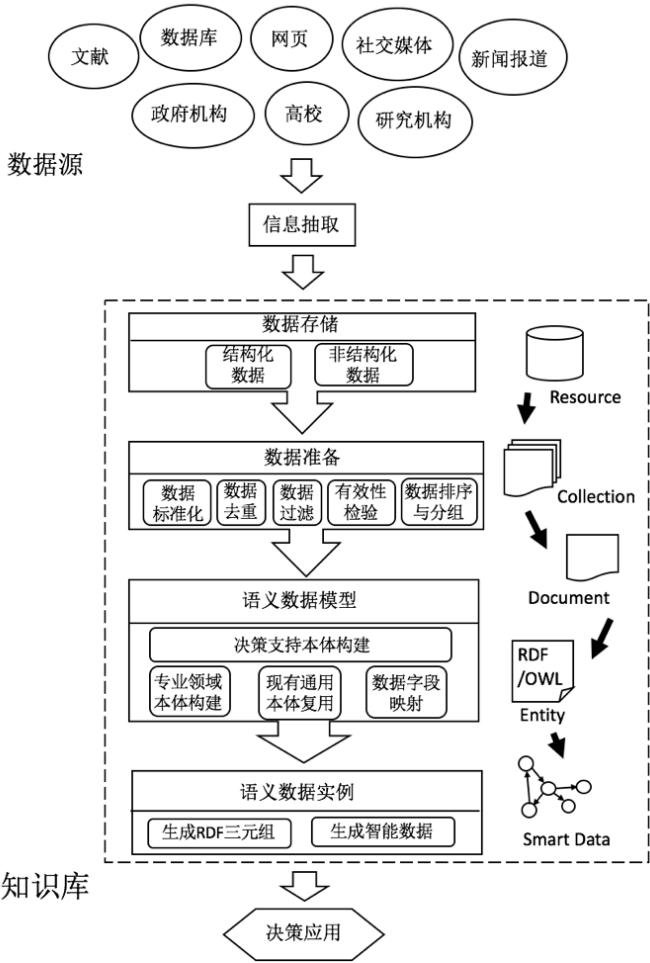 文献
数据库
网页
社交媒体
新闻报道
政府机构
高校
研究机构
数据源
信息抽取
数据存储
结构化
数据
非结构化
数据
Resource
数据准备
数据
标准化
数据
去重
数据
过滤
有效性
检验
数据排序
与分组
Collection
语义数据模型
Document
决策支持本体构建
专业领域
本体构建
现有通用
本体复用
数据字段
映射
RDF
/OWL
Entity
语义数据实例
生成RDF三元组
生成智能数据
Smart Data
知识库
决策应用